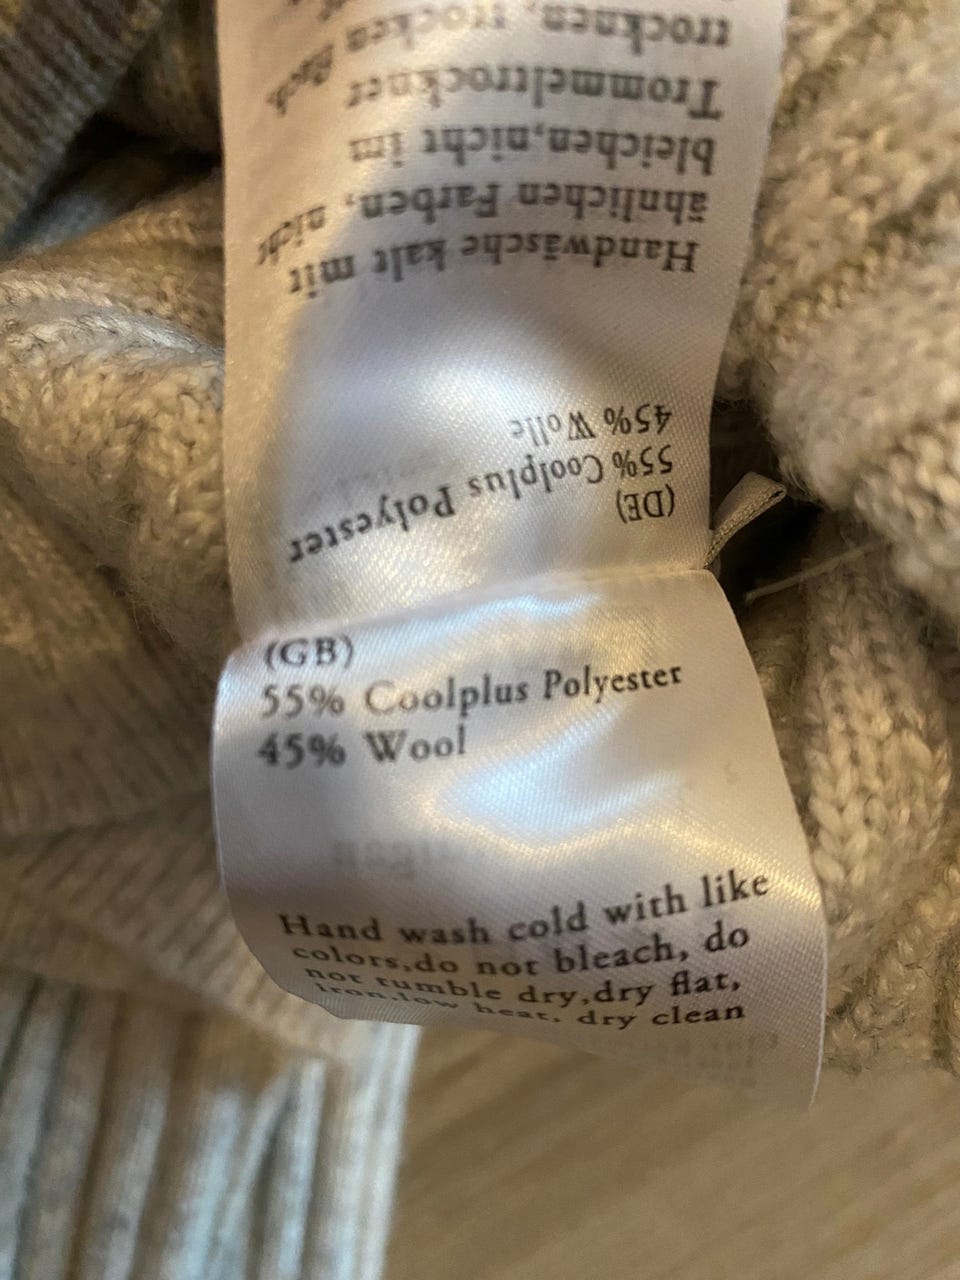 (GB)
55% Coolplus Polyester
45% Wool
Hand wash cold with like
colors,do not bleach, do
not tumble dry,dry flat,
iron,low heat, dry clean
(DE)
55% Coolplus Polyester
45% Wolle
Handwäsche kalt mit
ähnlichen Farben, nicht
bleichen,nicht im
Trommeltrockner
trocknen, trocken flach